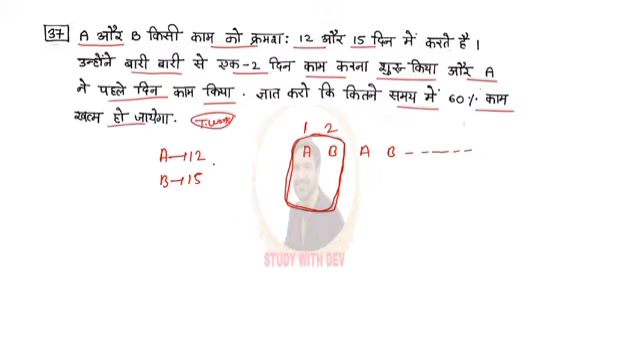 37. A और B किसी काम को क्रमश: 12 और 15 दिन में करते है ।
उन्होंने बारी बारी से एक-2 दिन काम करना शुरू किया और A
ने पहले दिन काम किया . ज्ञात करो कि कितने समय में 60% काम
खत्म हो जायेगा. T.work
1 2
A B A B ------
A→12
B→15
STUDY WITH DEV